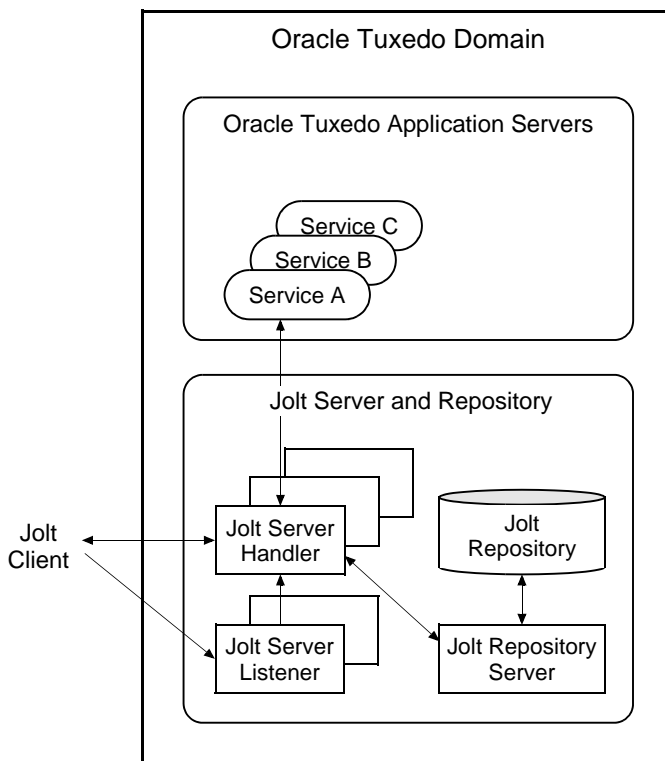 Oracle Tuxedo Domain
Oracle Tuxedo Application Servers
Service C
Service B
Service A
Jolt Server and Repository
Jolt Server
Handler
Jolt
Repository
Jolt
Client
Jolt Server
Listener
Jolt Repository
Server